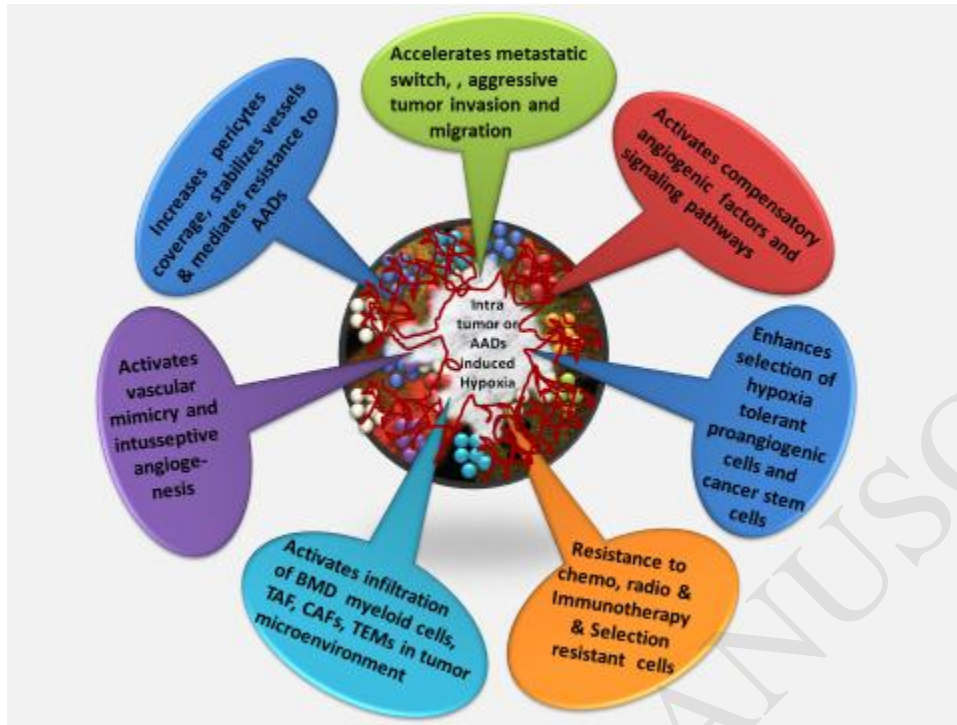 Accelerates metastatic
switch, , aggressive
tumor invasion and
migration
Activates compensatory
angiogenic factors and
signaling pathways
Enhances
selection of
hypoxia
tolerant
proangiogenic
cells and
cancer stem
cells
Resistance to
chemo, radio &
Immunotherapy
& Selection
resistant cells
Activates infiltration
of BMD myeloid cells,
TAF, CAFs, TEMs in tumor
microenvironment
Activates
vascular
mimicry and
intusseptive
angioge-
nesis
Increases pericytes
coverage, stabilizes vessels
& mediates resistance to
AADs
Intra
tumor or
AADs
induced
Hypoxia